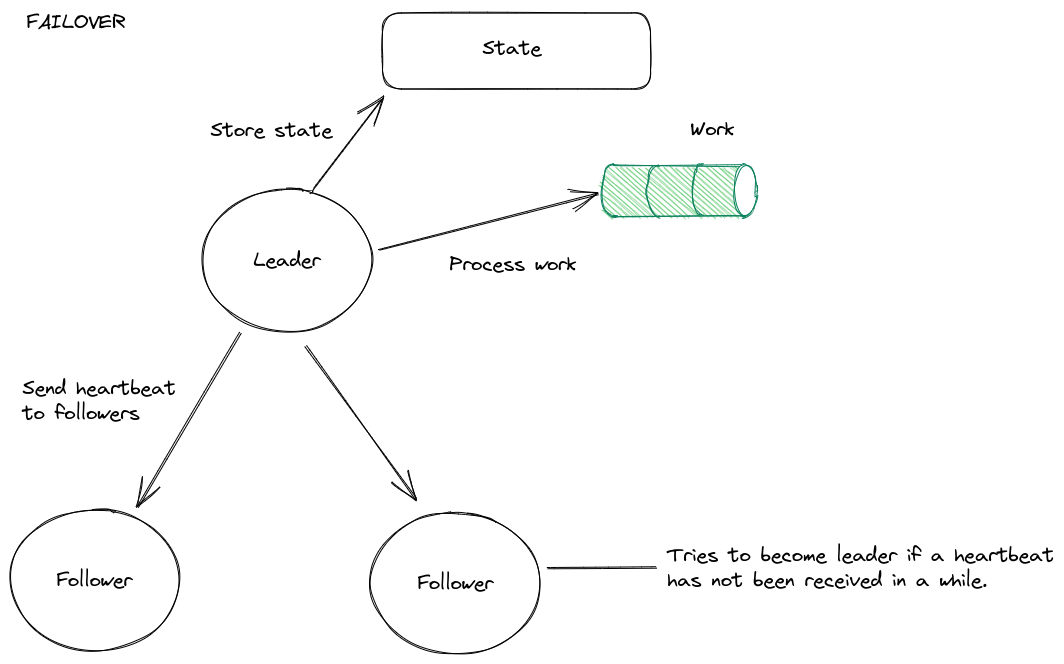 FAILOVER
State
Store state
Work
Leader
Process work
Send heartbeat
to followers
Follower
Follower
Tries to become leader if a heartbeat
has not been received in a while.